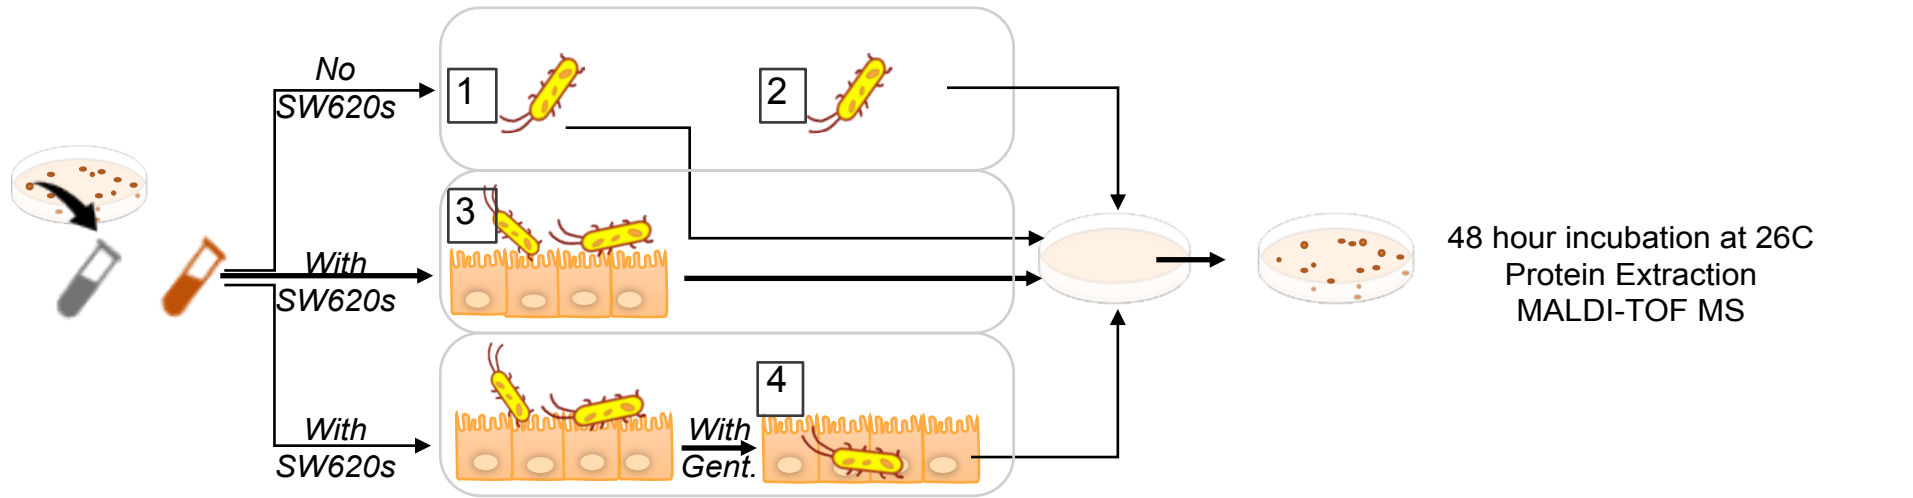 No
SW620s
1
2
3
With
SW620s
With
SW620s
With
Gent.
4
48 hour incubation at 26C
Protein Extraction
MALDI-TOF MS